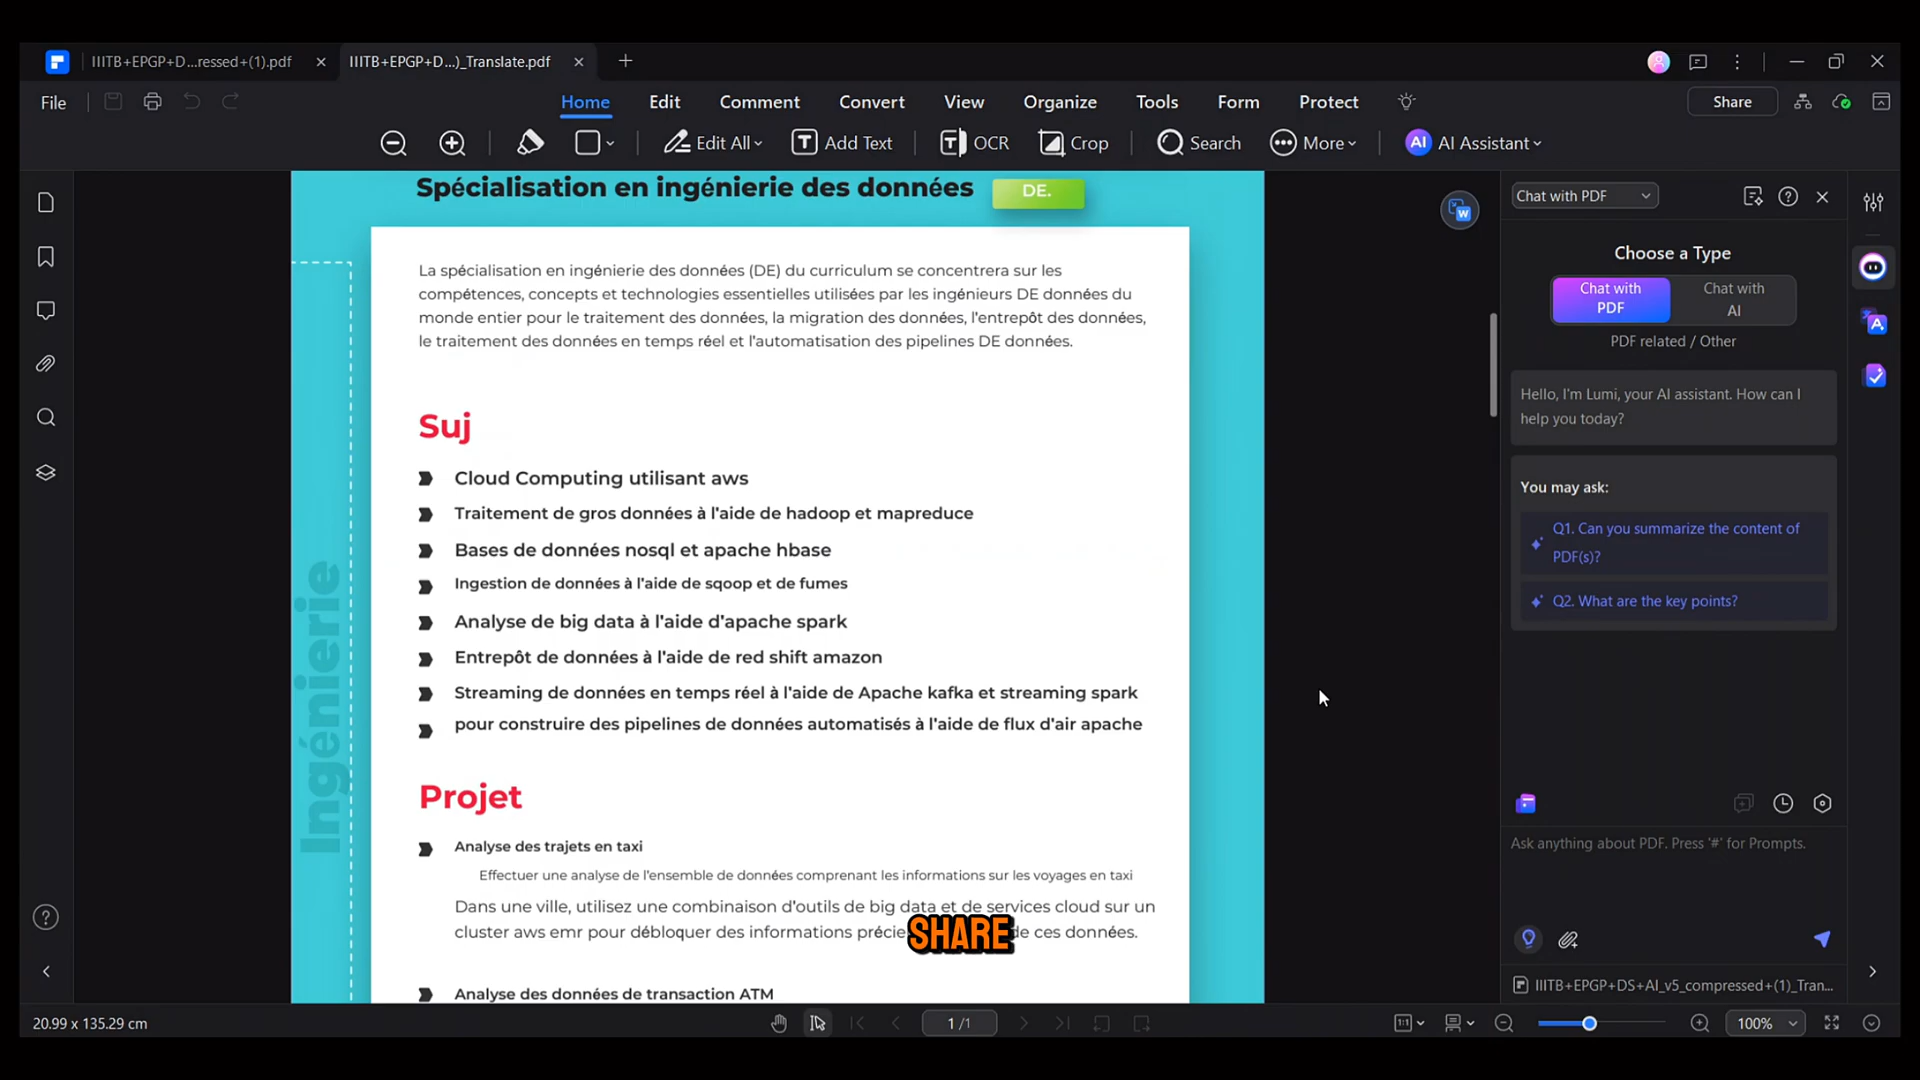 IIITB+EPGP+D...ressed+(1).pdf
IIITB+EPGP+D...)_Translate.pdf
File
Home
Edit
Comment
Convert
View
Organize
Tools
Form
Protect
Share
Edit All
Add Text
OCR
Crop
Search
More
AI
AI Assistant
Spécialisation en ingénierie des données
DE.
La spécialisation en ingénierie des données (DE) du curriculum se concentrera sur les
compétences, concepts et technologies essentielles utilisées par les ingénieurs DE données du
monde entier pour le traitement des données, la migration des données, l'entrepôt des données,
le traitement des données en temps réel et l'automatisation des pipelines DE données.
Suj
Cloud Computing utilisant aws
Traitement de gros données à l'aide de hadoop et mapreduce
Bases de données nosql et apache hbase
Ingestion de données à l'aide de sqoop et de fumes
Analyse de big data à l'aide d'apache spark
Entrepôt de données à l'aide de red shift amazon
Streaming de données en temps réel à l'aide de Apache kafka et streaming spark
pour construire des pipelines de données automatisés à l'aide de flux d'air apache
Ingénierie
Projet
Analyse des trajets en taxi
Effectuer une analyse de l'ensemble de données comprenant les informations sur les voyages en taxi
Dans une ville, utilisez une combinaison d'outils de big data et de services cloud sur un
cluster aws emr pour débloquer des informations précie de ces données.
SHARE
Analyse des données de transaction ATM
Chat with PDF
Choose a Type
Chat with
PDF
Chat with
AI
PDF related / Other
Hello, I'm Lumi, your AI assistant. How can I
help you today?
You may ask:
Q1. Can you summarize the content of
PDF(s)?
Q2. What are the key points?
Ask anything about PDF. Press '#' for Prompts.
IIITB+EPGP+DS+AI_v5_compressed+(1)_Tran...
20.99 x 135.29 cm
1 /1
100%